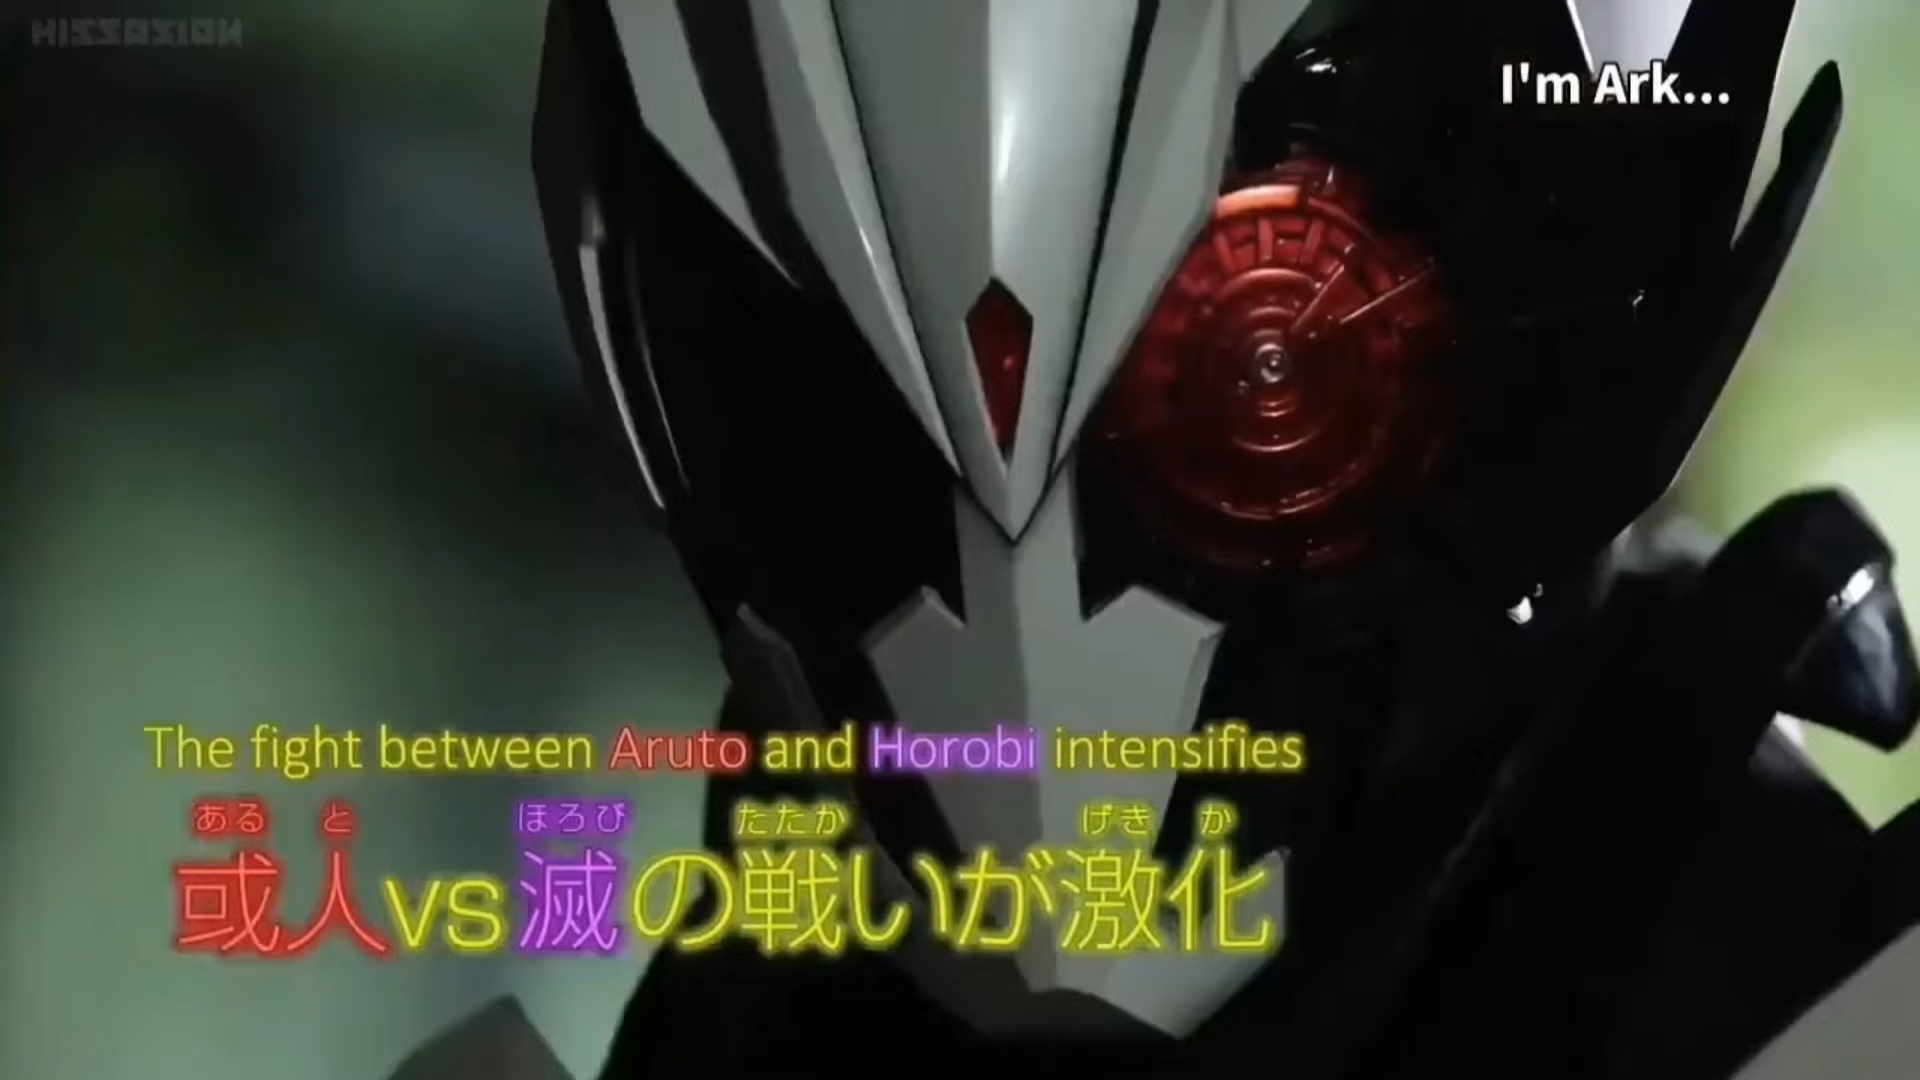 HISSASIAN
I'm Ark...
The fight between Aruto and Horobi intensifies
ある と ほろび たたか げき か
或人vs滅の戦いが激化